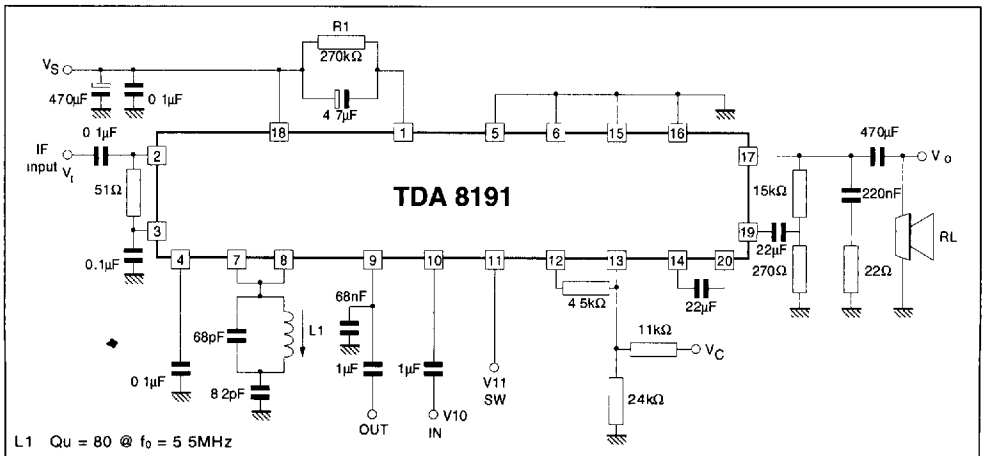 R1
270kΩ
4 7μF
VS
470μF
0 1μF
18
1
5
6
15
16
0 1μF
IF
input
Vi
2
51Ω
3
0.1μF
TDA 8191
17
470μF
Vo
15kΩ
220nF
RL
19
22μF
270Ω
22Ω
4
7
8
9
10
11
12
13
14
20
68nF
4 5kΩ
22μF
68pF
L1
11kΩ
VC
0 1μF
8 2pF
1μF
1μF
V11
SW
24kΩ
OUT
V10
IN
L1 Qu = 80 @ f0 = 5 5MHz